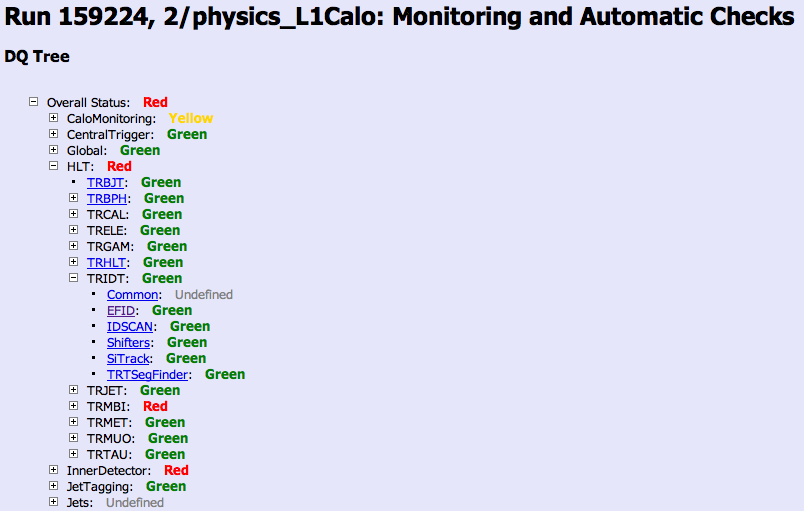 Run 159224, 2/physics_L1Calo: Monitoring and Automatic Checks
DQ Tree
Overall Status: Red
CaloMonitoring: Yellow
CentralTrigger: Green
Global: Green
HLT: Red
TRBJT: Green
TRBPH: Green
TRCAL: Green
TRELE: Green
TRGAM: Green
TRHLT: Green
TRIDT: Green
Common: Undefined
EFID: Green
IDSCAN: Green
Shifters: Green
SiTrack: Green
TRTSegFinder: Green
TRJET: Green
TRMBI: Red
TRMET: Green
TRMUO: Green
TRTAU: Green
InnerDetector: Red
JetTagging: Green
Jets: Undefined